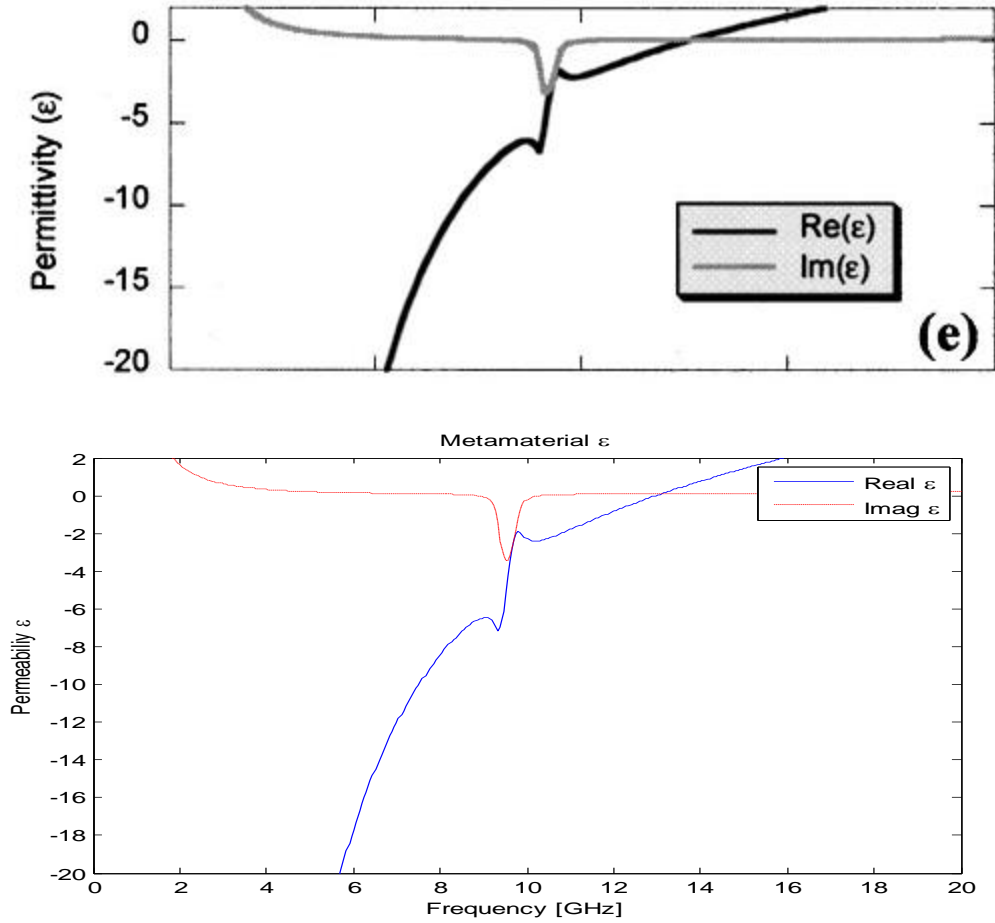 0
-5
-10
-15
-20
Permittivity (ε)
Re(ε)
Im(ε)
(e)
Metamaterial ε
2
0
-2
-4
-6
-8
-10
-12
-14
-16
-18
-20
Permeabiliy ε
Real ε
Imag ε
0 2 4 6 8 10 12 14 16 18 20
Frequency [GHz]